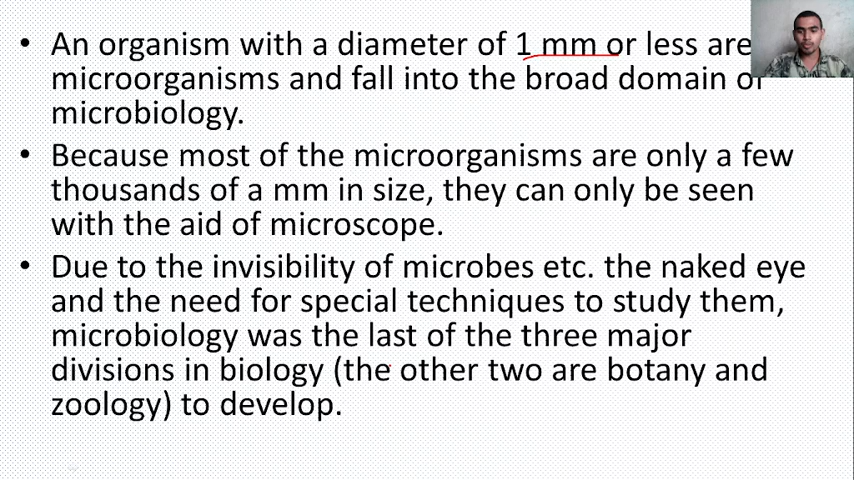 • An organism with a diameter of 1 mm or less are
microorganisms and fall into the broad domain of
microbiology.
• Because most of the microorganisms are only a few
thousands of a mm in size, they can only be seen
with the aid of microscope.
• Due to the invisibility of microbes etc. the naked eye
and the need for special techniques to study them,
microbiology was the last of the three major
divisions in biology (the other two are botany and
zoology) to develop.